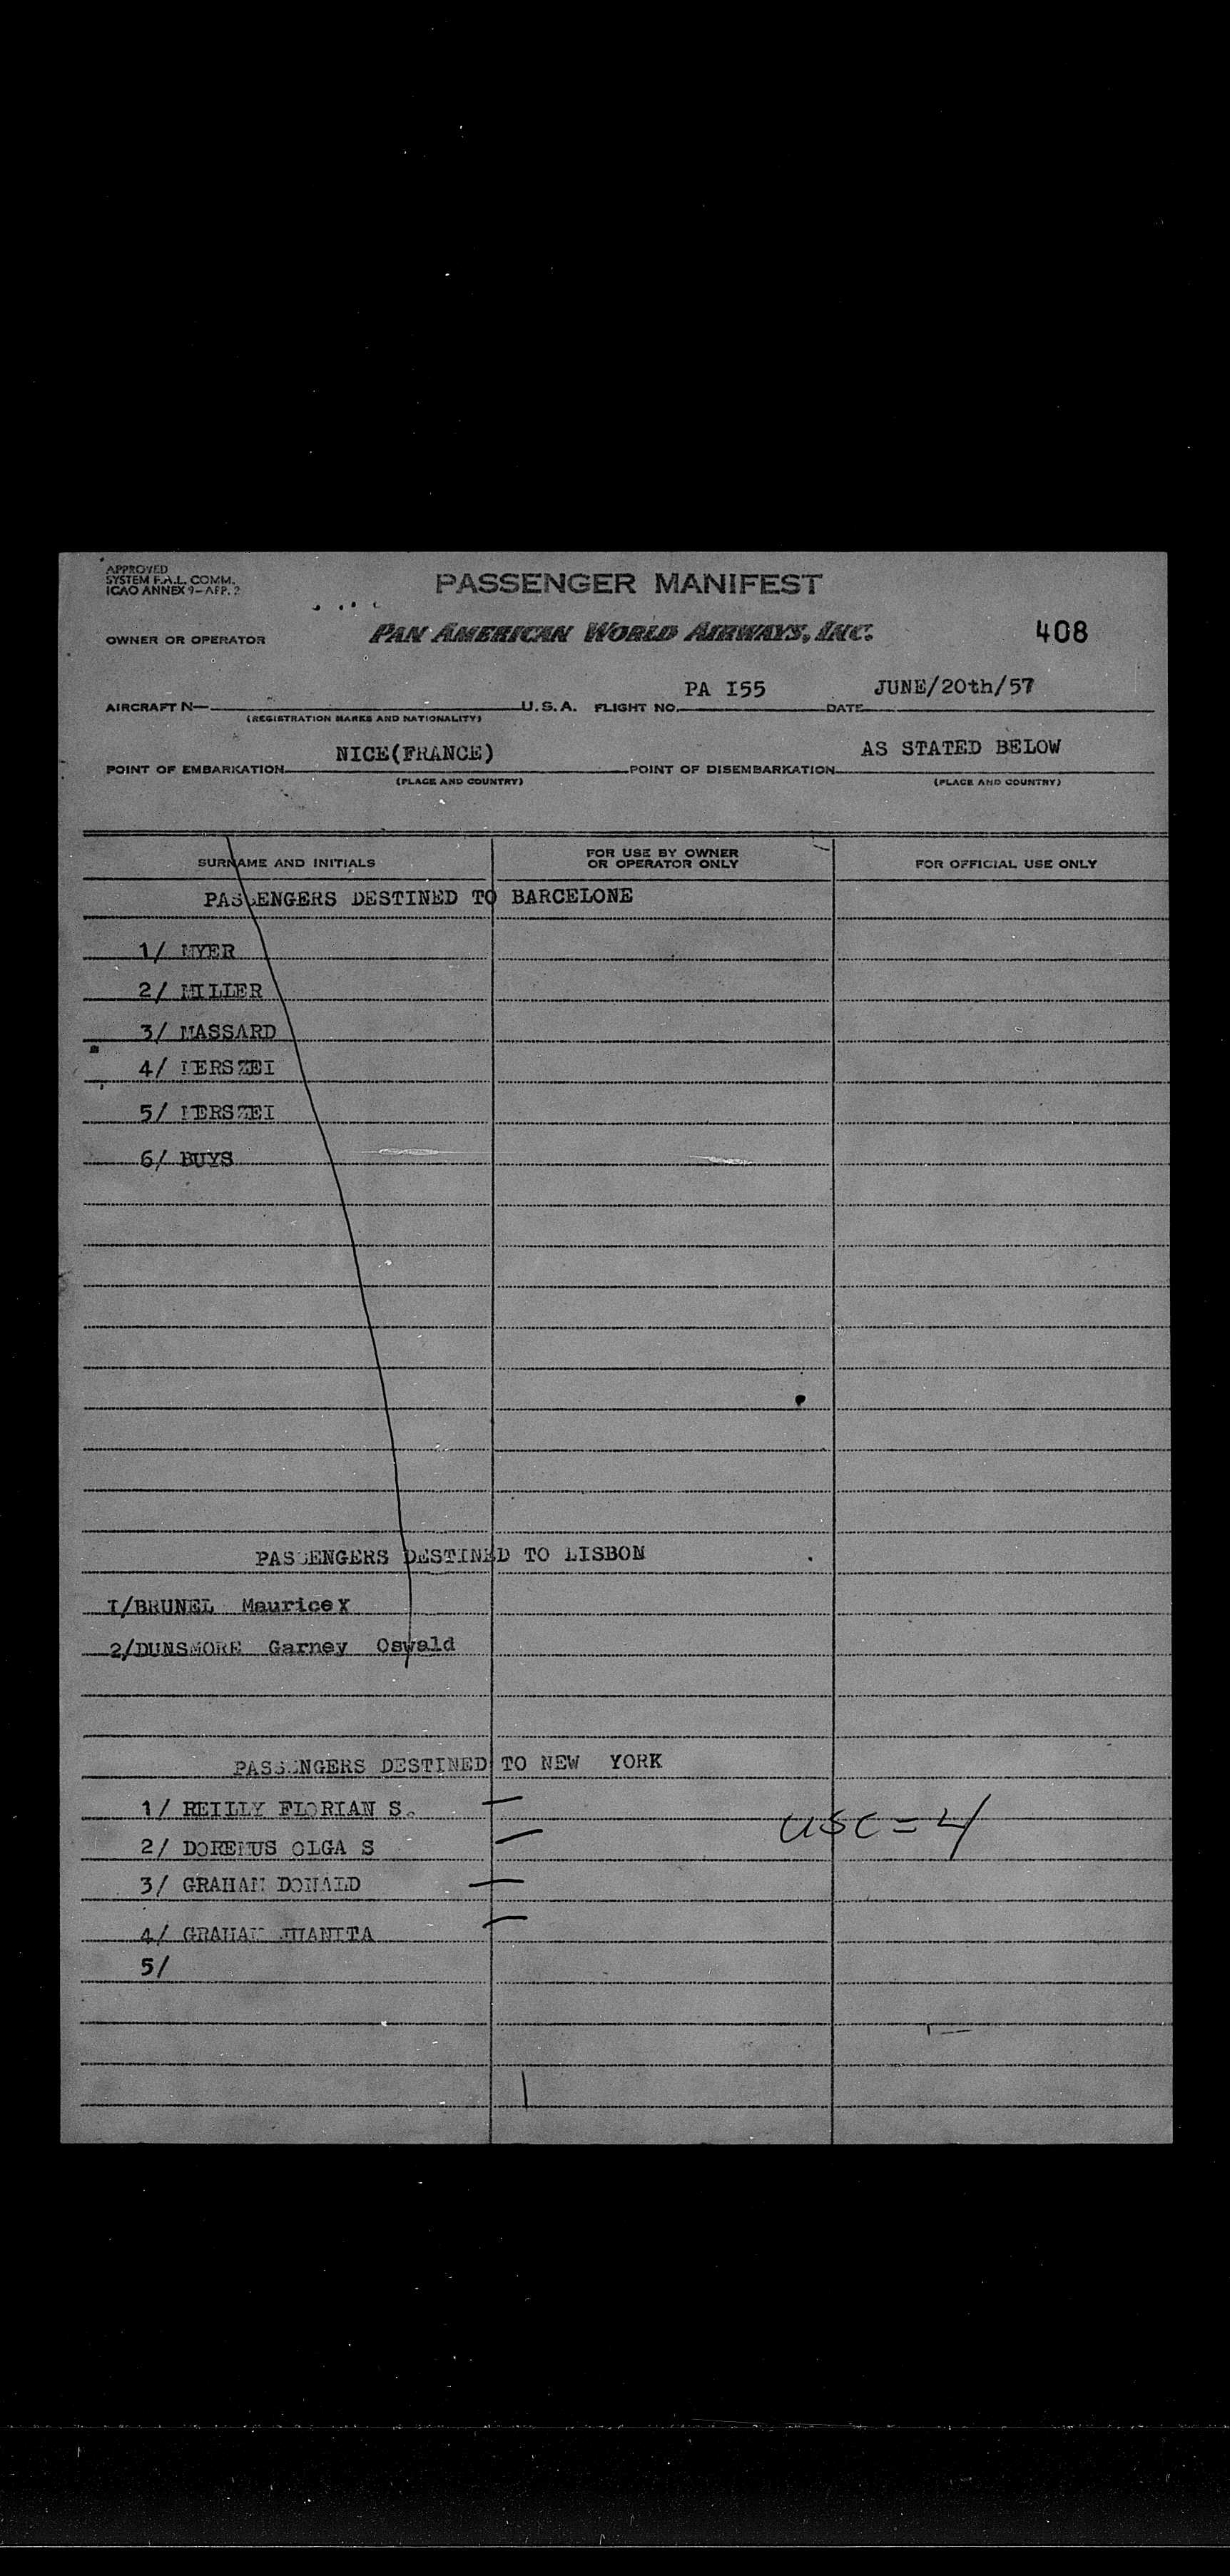 APPROVED
SYSTEM F.A.L. COMM.
ICAO ANNEX 9-APP. 2
PASSENGER MANIFEST
OWNER OR OPERATOR
PAN AMERICAN WORLD AIRWAYS, INC.
408
AIRCRAFT N— U.S.A. FLIGHT NO. PA I55 DATE JUNE/20th/57
(REGISTRATION MARKS AND NATIONALITY)
POINT OF EMBARKATION NICE(FRANCE) POINT OF DISEMBARKATION AS STATED BELOW
(PLACE AND COUNTRY) (PLACE AND COUNTRY)
SURNAME AND INITIALS
FOR USE BY OWNER
OR OPERATOR ONLY
FOR OFFICIAL USE ONLY
PASSENGERS DESTINED TO BARCELONE
1/ MYER
2/ MILLER
3/ MASSARD
4/ MERSZEI
5/ MERSZEI
6/ BUYS
PASSENGERS DESTINED TO LISBON
I/BRUNEL Maurice X
2/DUNSMORE Garney Oswald
PASSENGERS DESTINED TO NEW YORK
1/ REILLY FLORIAN S.
2/ DOREMUS OLGA S
USC = 4
3/ GRAHAM DONALD
4/ GRAHAM JUANITA
5/